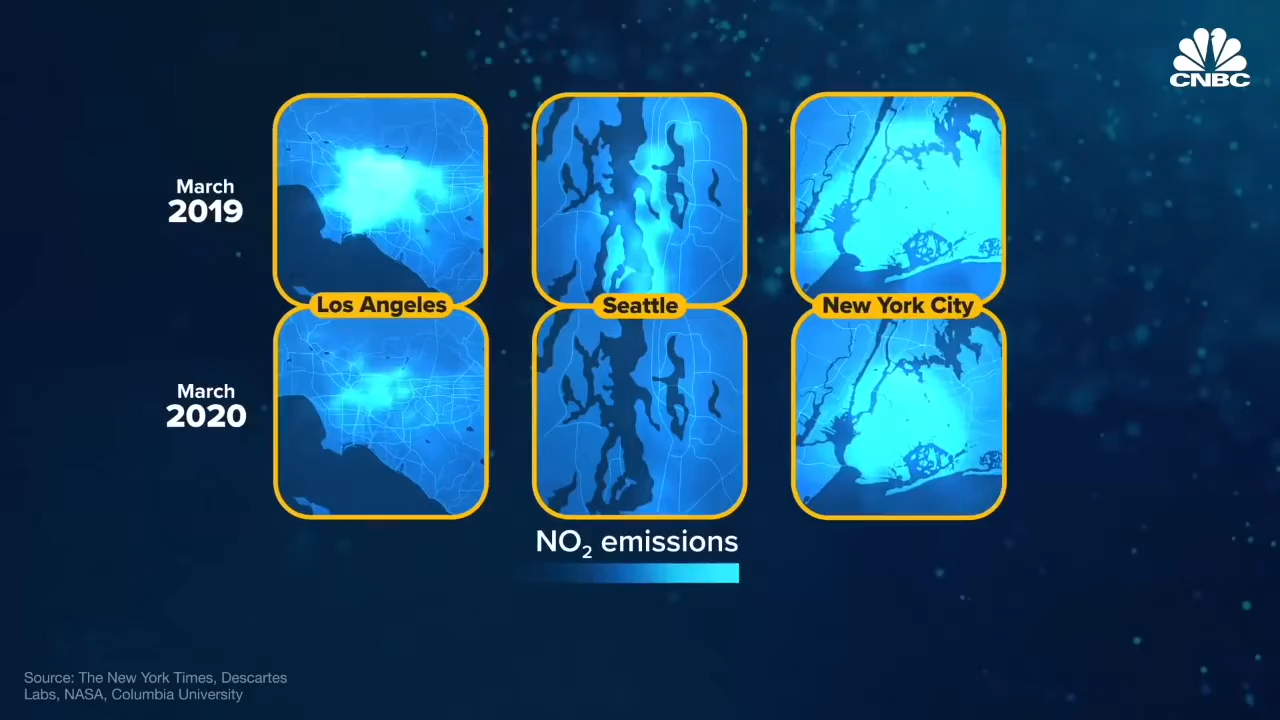 CNBC
March
2019
Los Angeles
Seattle
New York City
March
2020
NO₂ emissions
Source: The New York Times, Descartes
Labs, NASA, Columbia University